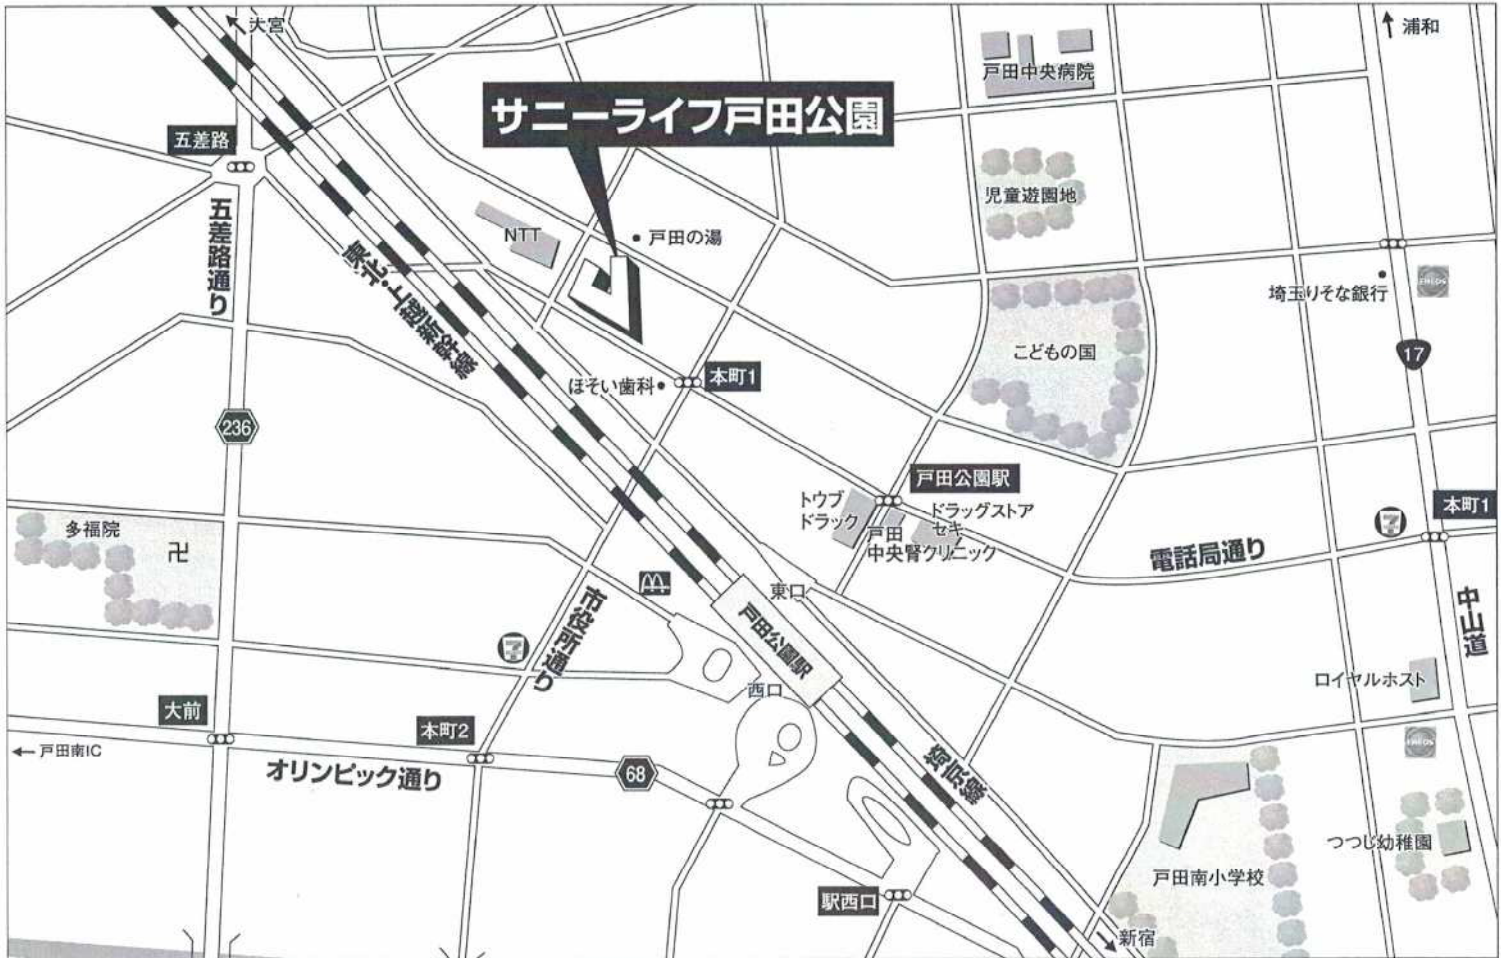 大宮
浦和
戸田中央病院
サニーライフ戸田公園
五差路
児童遊園地
五差路通り
NTT
戸田の湯
東北・上越新幹線
埼玉りそな銀行
ENEOS
こどもの国
17
ほそい歯科
本町1
236
戸田公園駅
トウブ
ドラック
ドラッグストア
セキ
戸田
中央腎クリニック
本町1
多福院
卍
7
電話局通り
東口
市役所通り
戸田公園駅
中山道
7
西口
ロイヤルホスト
大前
本町2
戸田南IC
オリンピック通り
68
埼京線
ENEOS
つつじ幼稚園
戸田南小学校
駅西口
新宿